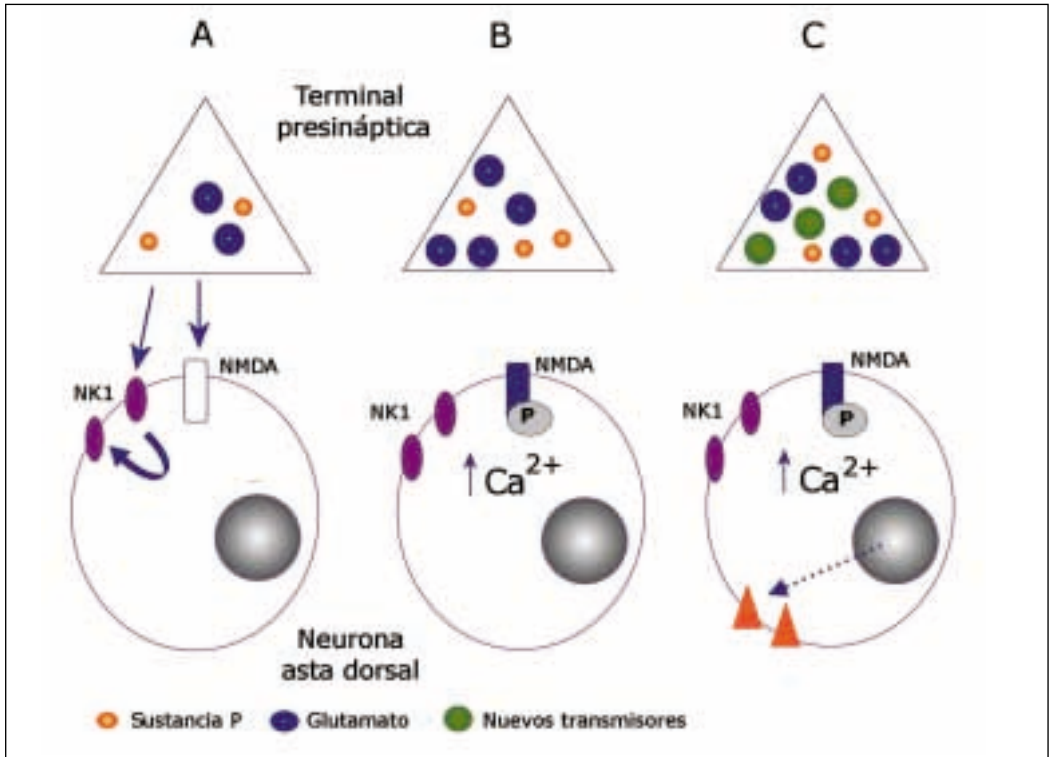 A B C
Terminal
presináptica
NMDA
NK1
NMDA
P
NK1
Ca2+
NMDA
P
NK1
Ca2+
Neurona
asta dorsal
Sustancia P Glutamato Nuevos transmisores